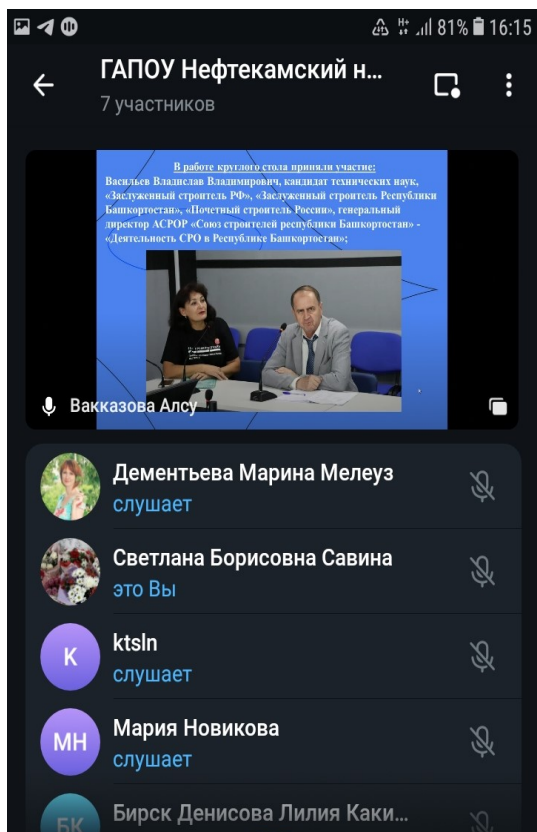 81% 16:15
ГАПОУ Нефтекамский н...
7 участников
В работе круглого стола приняли участие:
Васильев Владислав Владимирович, кандидат технических наук,
«Заслуженный строитель РФ», «Заслуженный строитель Республики
Башкортостан», «Почетный строитель России», генеральный
директор АСРОР «Союз строителей республики Башкортостан» -
«Деятельность СРО в Республике Башкортостан»;
Вакказова Алсу
Дементьева Марина Мелеуз
слушает
Светлана Борисовна Савина
это Вы
K
ktsln
слушает
МН
Мария Новикова
слушает
БК
Бирск Денисова Лилия Каки...